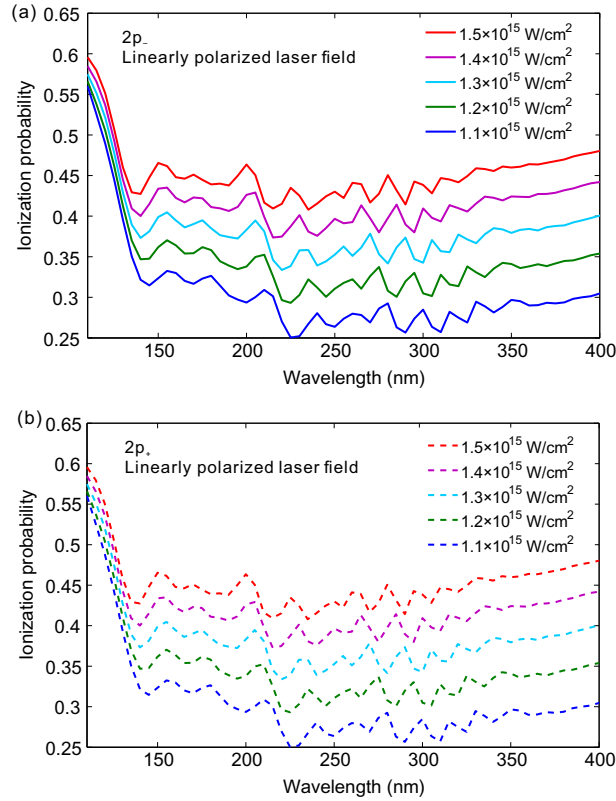 (a)
0.65
0.6
0.55
0.5
0.45
0.4
0.35
0.3
0.25
Ionization probability
2p₋
Linearly polarized laser field
1.5×10¹⁵ W/cm²
1.4×10¹⁵ W/cm²
1.3×10¹⁵ W/cm²
1.2×10¹⁵ W/cm²
1.1×10¹⁵ W/cm²
150 200 250 300 350 400
Wavelength (nm)
(b)
0.65
0.6
0.55
0.5
0.45
0.4
0.35
0.3
0.25
Ionization probability
2p₊
Linearly polarized laser field
1.5×10¹⁵ W/cm²
1.4×10¹⁵ W/cm²
1.3×10¹⁵ W/cm²
1.2×10¹⁵ W/cm²
1.1×10¹⁵ W/cm²
150 200 250 300 350 400
Wavelength (nm)